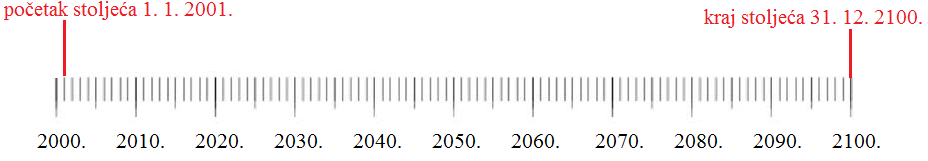 početak stoljeća 1. 1. 2001.
kraj stoljeća 31. 12. 2100.
2000. 2010. 2020. 2030. 2040. 2050. 2060. 2070. 2080. 2090. 2100.